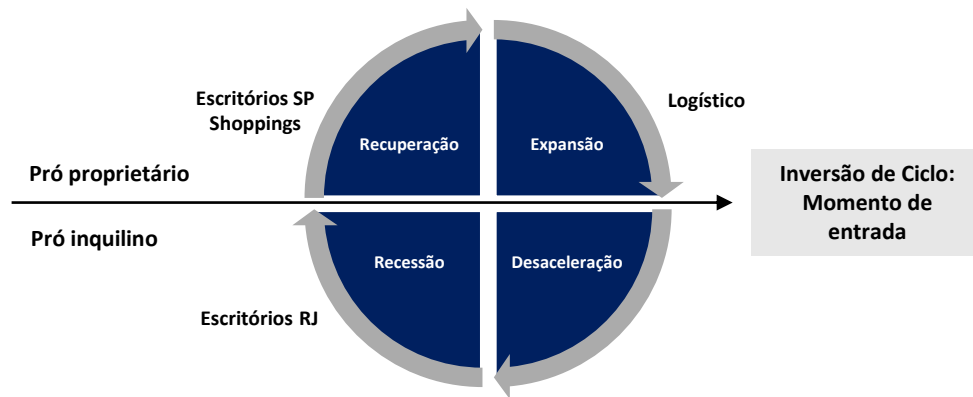 Escritórios SP
Shoppings
Logístico
Recuperação
Expansão
Pró proprietário
Inversão de Ciclo:
Momento de
entrada
Pró inquilino
Recessão
Desaceleração
Escritórios RJ